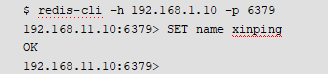 $ redis-cli -h 192.168.1.10 -p 6379
192.168.11.10:6379> SET name xinping
OK
192.168.11.10:6379>